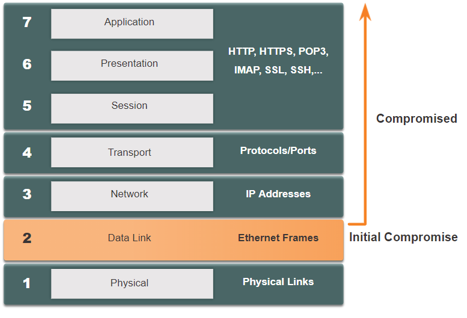 7 Application
6 Presentation
HTTP, HTTPS, POP3,
IMAP, SSL, SSH,...
5 Session
Compromised
4 Transport Protocols/Ports
3 Network IP Addresses
2 Data Link Ethernet Frames Initial Compromise
1 Physical Physical Links